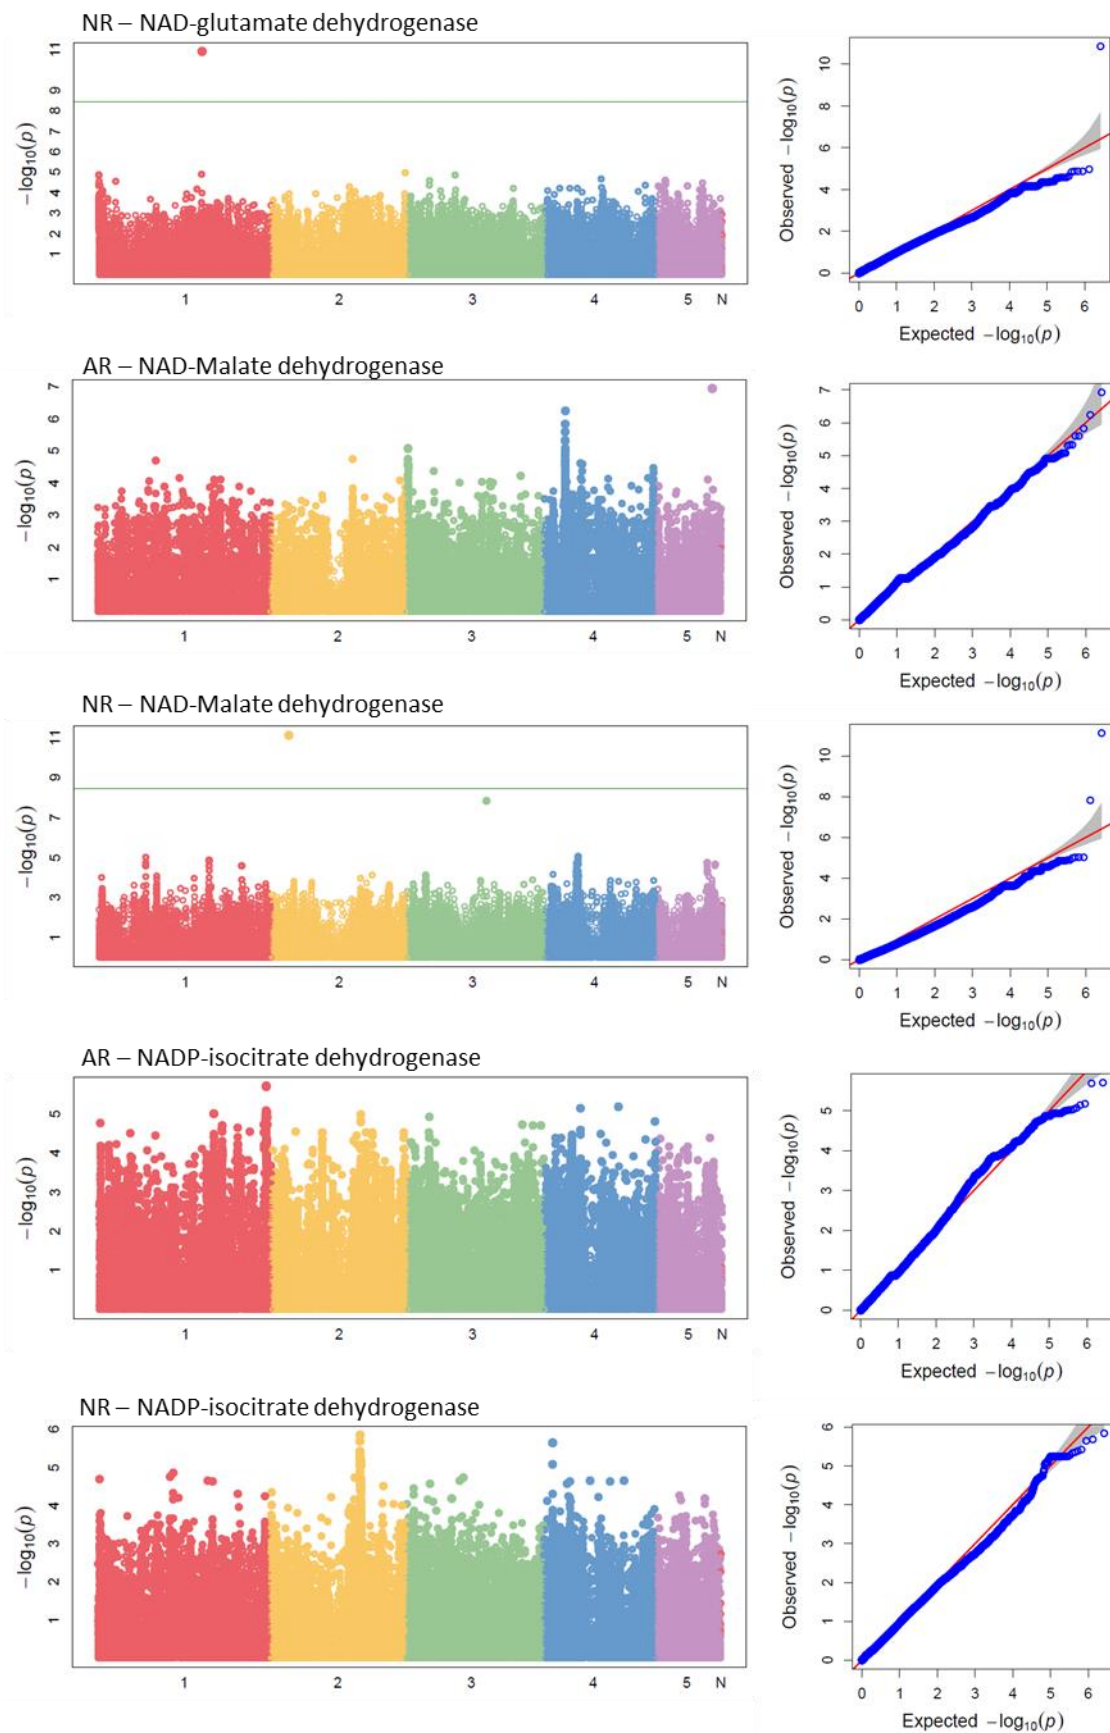 NR – NAD-glutamate dehydrogenase
−log10(p)
11
9
8
7
6
5
4
3
2
1
1 2 3 4 5 N
Observed −log10(p)
10
8
6
4
2
0
0 1 2 3 4 5 6
Expected −log10(p)
AR – NAD-Malate dehydrogenase
−log10(p)
7
6
5
4
3
2
1
1 2 3 4 5 N
Observed −log10(p)
7
6
5
4
3
2
1
0
0 1 2 3 4 5 6
Expected −log10(p)
NR – NAD-Malate dehydrogenase
−log10(p)
11
9
7
5
3
1
1 2 3 4 5 N
Observed −log10(p)
10
8
6
4
2
0
0 1 2 3 4 5 6
Expected −log10(p)
AR – NADP-isocitrate dehydrogenase
−log10(p)
5
4
3
2
1
1 2 3 4 5 N
Observed −log10(p)
5
4
3
2
1
0
0 1 2 3 4 5 6
Expected −log10(p)
NR – NADP-isocitrate dehydrogenase
−log10(p)
6
5
4
3
2
1
1 2 3 4 5 N
Observed −log10(p)
6
5
4
3
2
1
0
0 1 2 3 4 5 6
Expected −log10(p)